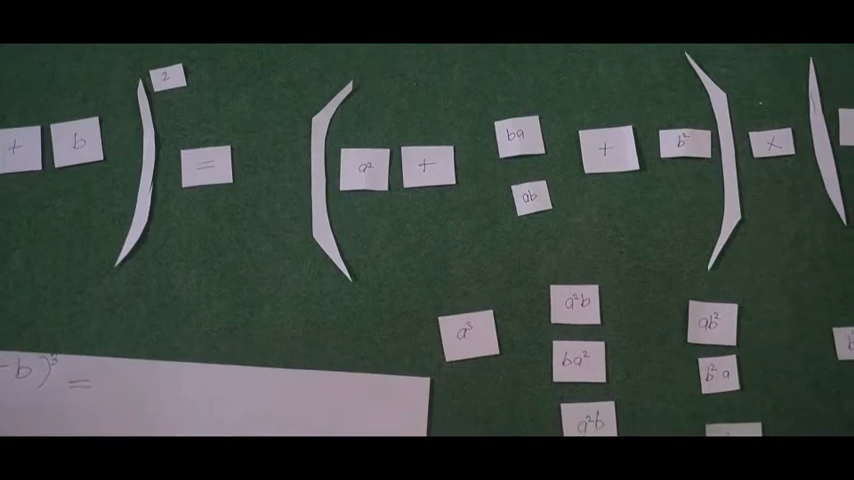 + b ) 2 = ( a² + ba + b² ) × (
ab
a³ a²b ab²
ba² b²a
a²b
b)³ =